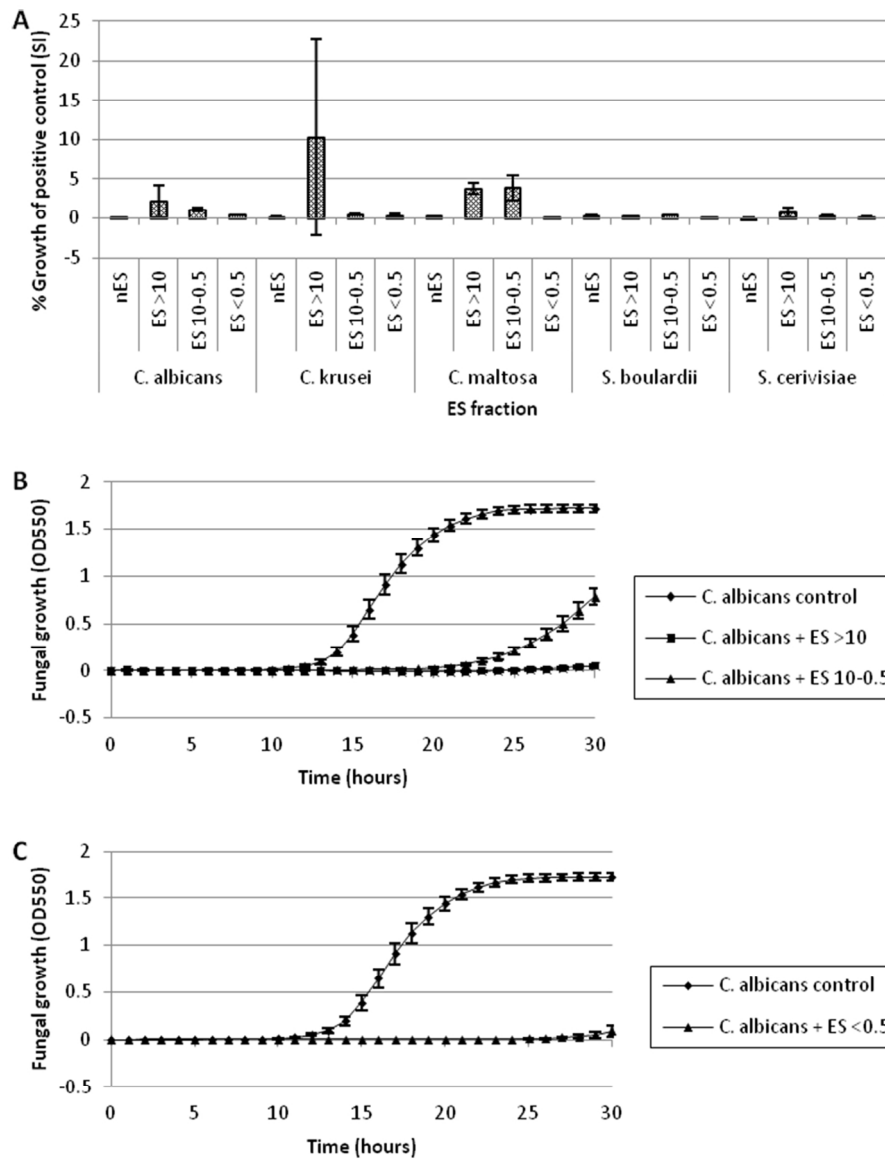 A
% Growth of positive control (SI)
25
20
15
10
5
0
-5
nES
ES >10
ES 10-0.5
ES <0.5
nES
ES >10
ES 10-0.5
ES <0.5
nES
ES >10
ES 10-0.5
ES <0.5
nES
ES >10
ES 10-0.5
ES <0.5
nES
ES >10
ES 10-0.5
ES <0.5
C. albicans
C. krusei
C. maltosa
S. boulardii
S. cerivisiae
ES fraction
B
Fungal growth (OD550)
2
1.5
1
0.5
0
-0.5
0 5 10 15 20 25 30
Time (hours)
C. albicans control
C. albicans + ES >10
C. albicans + ES 10-0.5
C
Fungal growth (OD550)
2
1.5
1
0.5
0
-0.5
0 5 10 15 20 25 30
Time (hours)
C. albicans control
C. albicans + ES <0.5